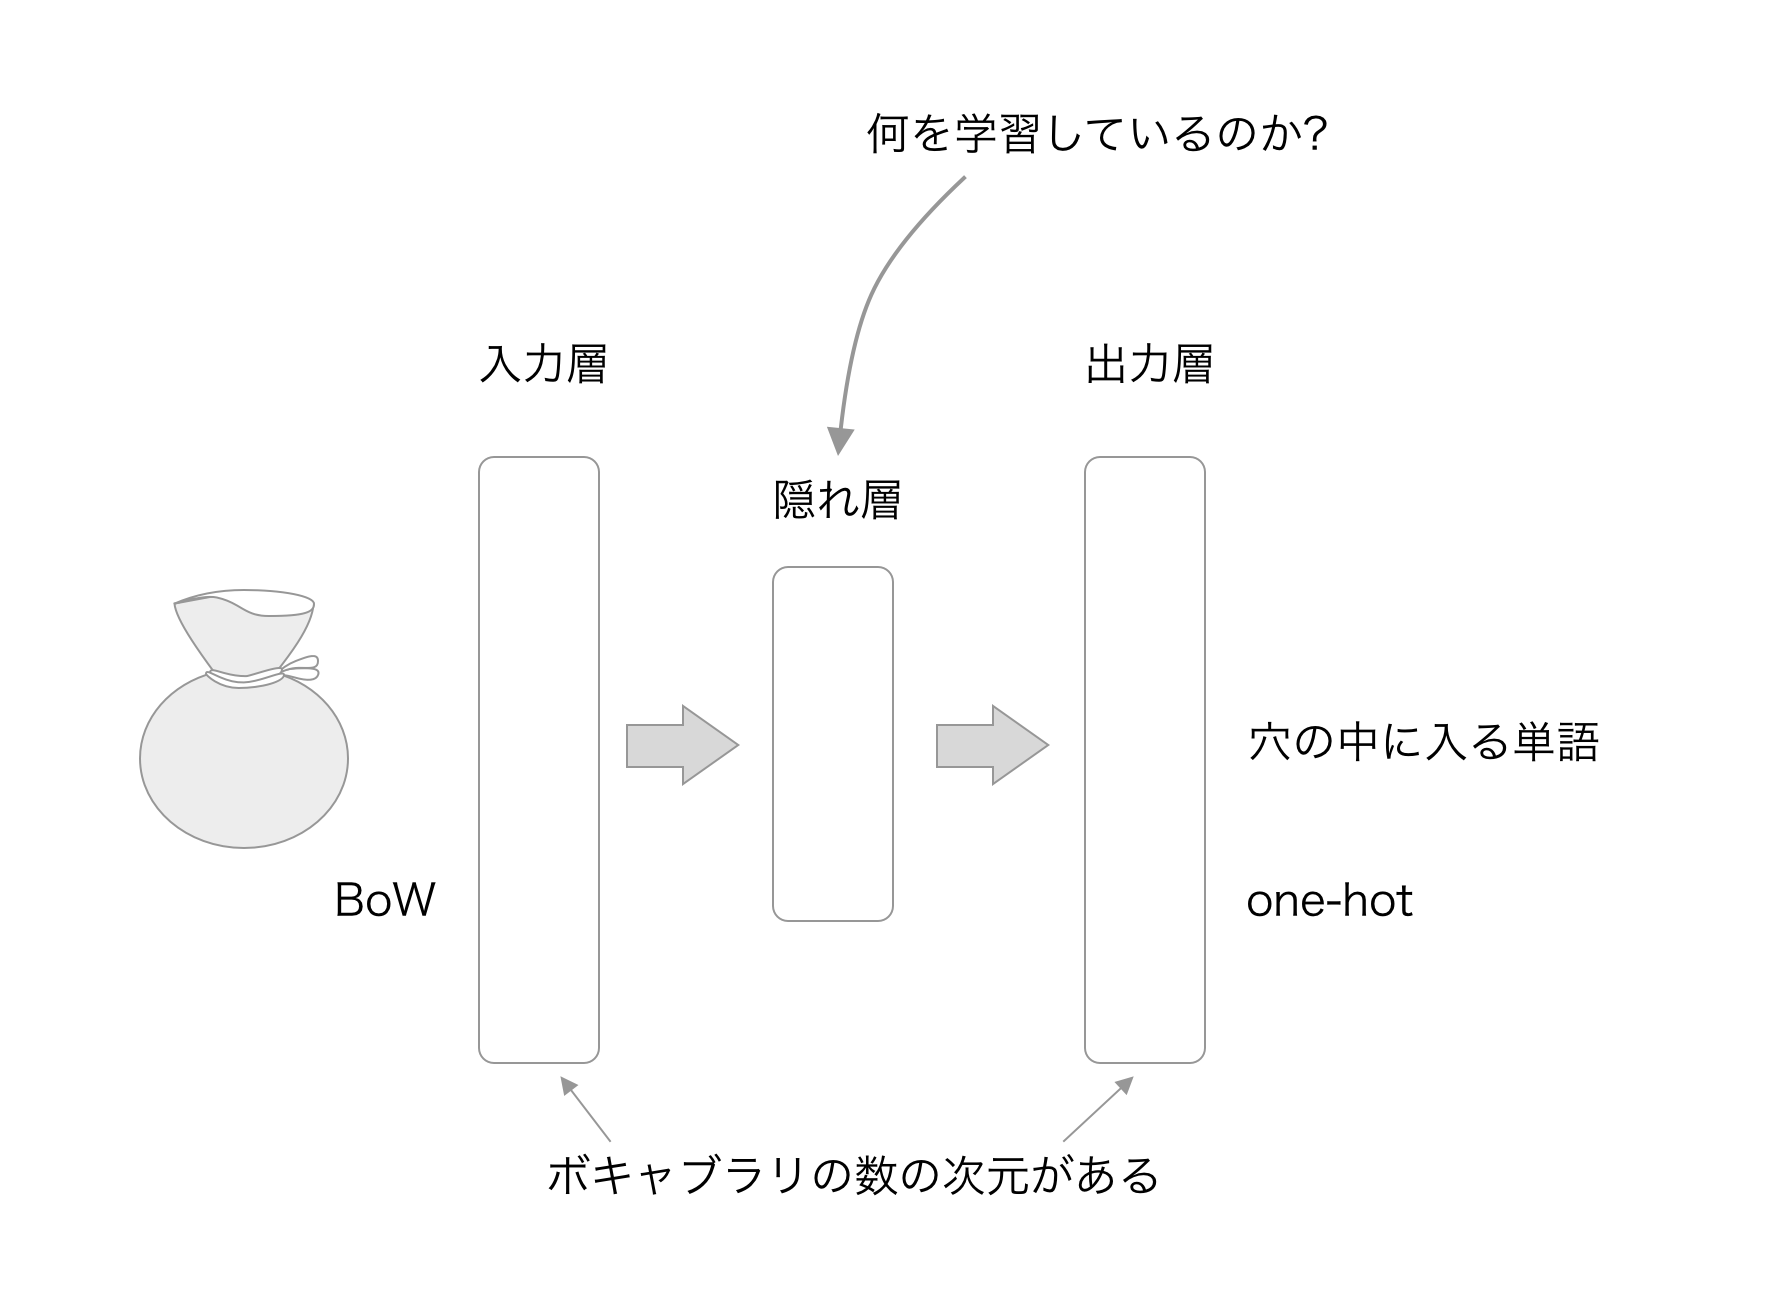 何を学習しているのか?
入力層
出力層
隠れ層
穴の中に入る単語
BoW
one-hot
ボキャブラリの数の次元がある